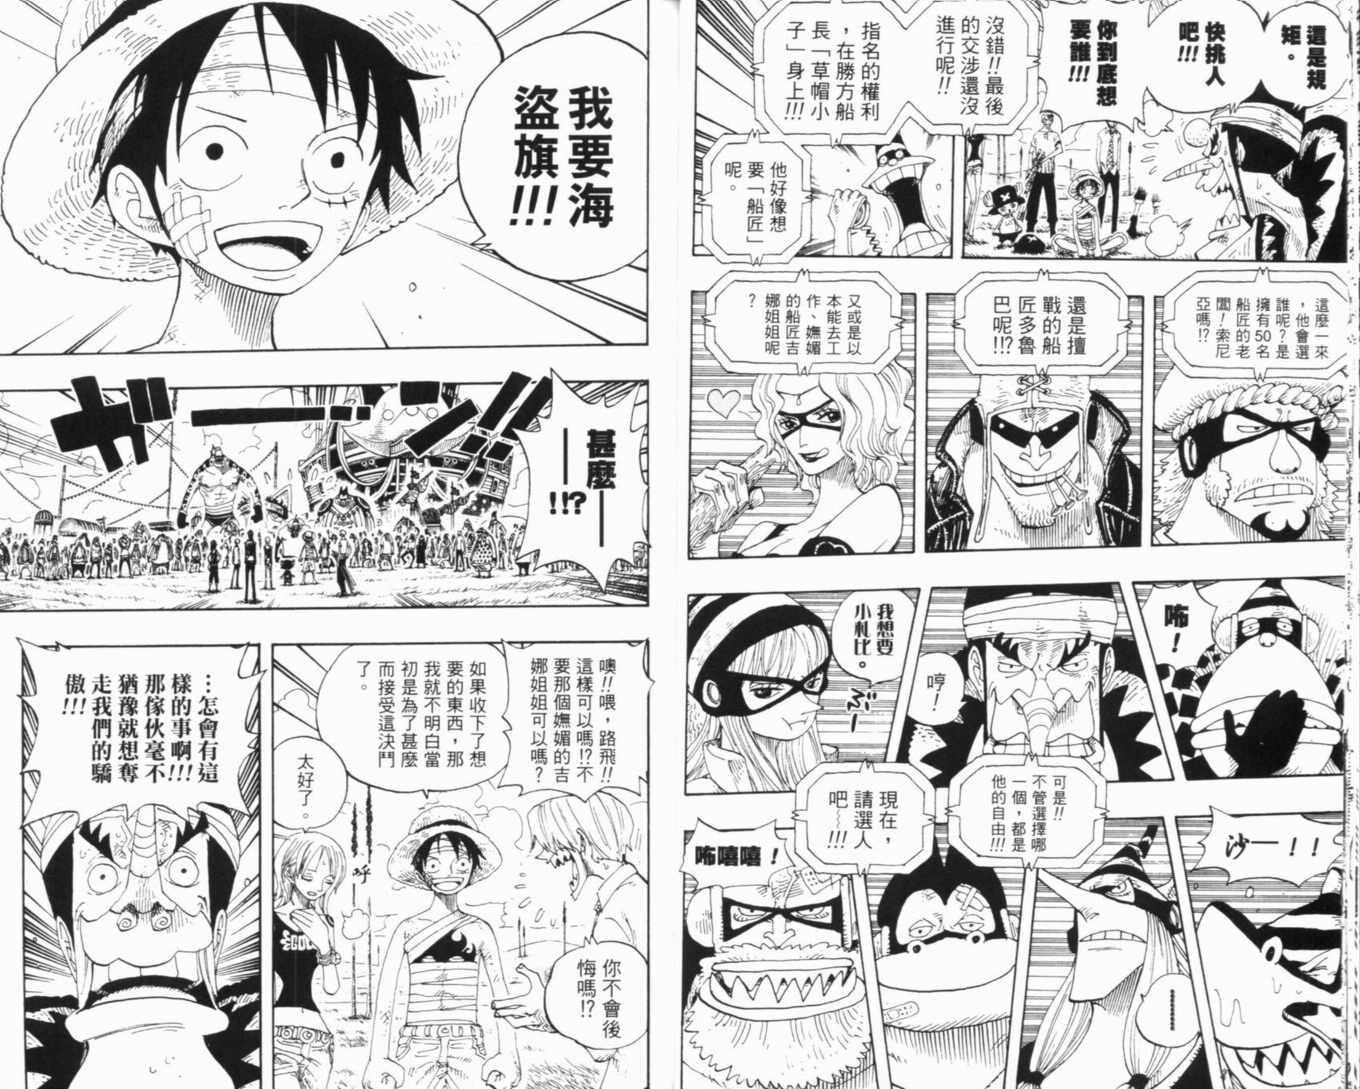 還是規
矩。
快挑人
吧!!!
你到底想
要誰!!!
沒錯!!最後
的交涉還沒
進行呢!!
指名的權利
，在勝方船
長「草帽小
子」身上!!!
他好像想
要「船匠」
呢。
這麼一來
，他會選
誰呢?是
擁有50名
船匠的老
闆!索尼
亞嗎!?
還是擅
戰的船
匠多魯
巴呢!!?
又或是以
本能去工
作、嫵媚
的船匠吉
娜姐姐呢
?
咘!
哼!
我想要
小札比。
ぶー
可是!!
不管選擇哪
一個，都是
他的自由!!!
現在，
請選人
吧~!!!
沙—!!
咘嘻嘻!
我要海
盜旗!!!
ガーーン!!
甚麼—
—!!?
噢!!喂，路飛!!
這樣可以嗎!?不
要那個嫵媚的吉
娜姐姐可以嗎?
如果收下了想
要的東西，那
我就不明白當
初是為了甚麼
而接受這決鬥
了。
太好了。
呼
你不會後
悔嗎!?
…怎會有這
樣的事啊!!!
那傢伙毫不
猶豫就想奪
走我們的驕
傲!!!